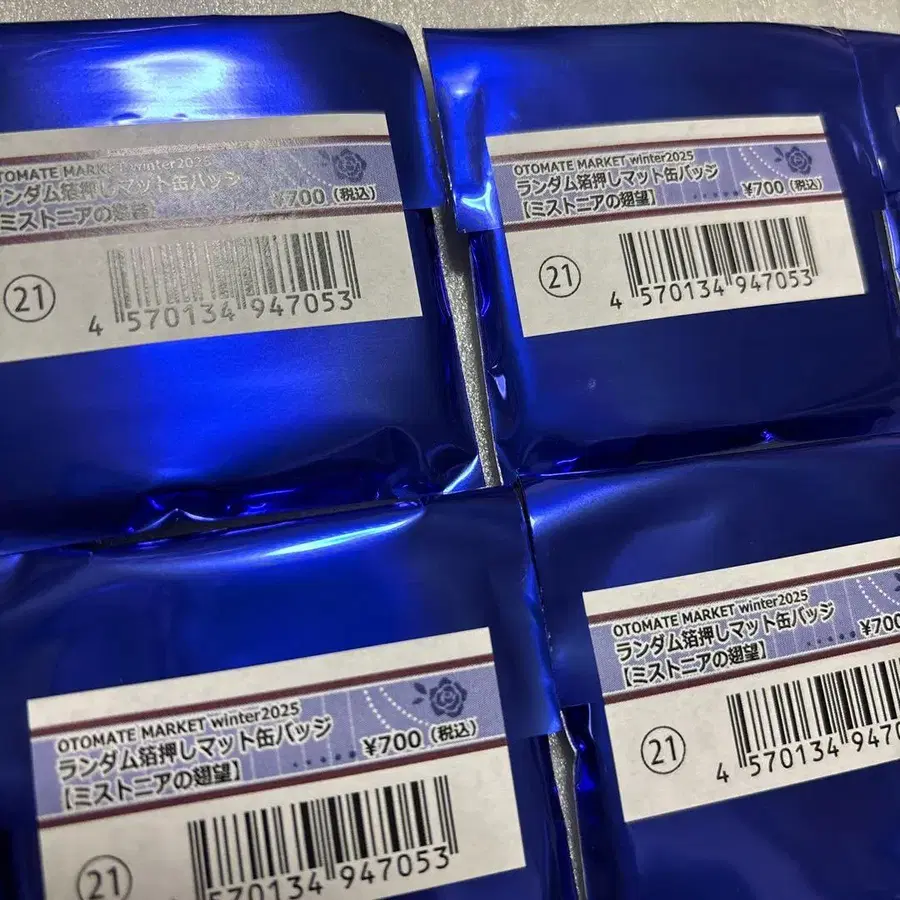 OTOMATE MARKET winter2025
ランダム箔押しマット缶バッジ
¥700(税込)
【ミストニアの翅望】
21
4 570134 947053
OTOMATE MARKET winter2025
ランダム箔押しマット缶バッジ
¥700(税込)
【ミストニアの翅望】
21
4 570134 947053
OTOMATE MARKET winter2025
ランダム箔押しマット缶バッジ
¥700(税込)
【ミストニアの翅望】
21
570134 947053
OTOMATE MARKET winter2025
ランダム箔押しマット缶バッジ
¥700
【ミストニアの翅望】
21
4 570134 9470